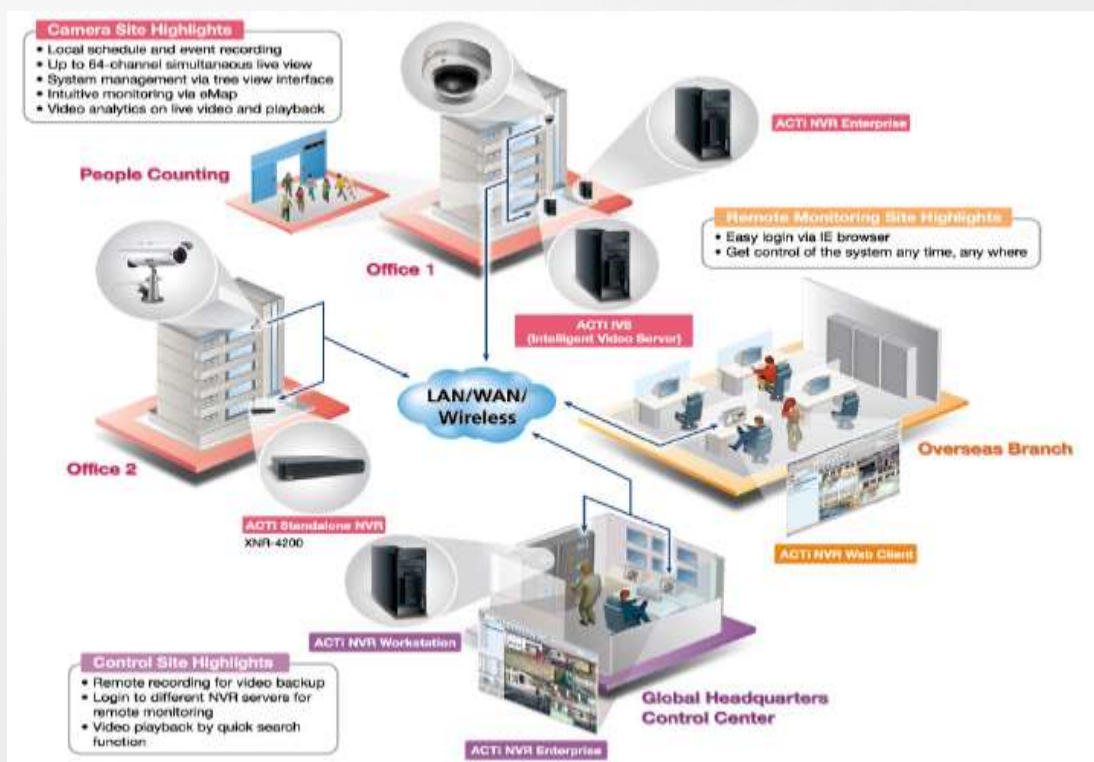 Camera Site Highlights
• Local schedule and event recording
• Up to 64-channel simultaneous live view
• System management via tree view interface
• Intuitive monitoring via eMap
• Video analytics on live video and playback
ACTi NVR Enterprise
People Counting
Remote Monitoring Site Highlights
• Easy login via IE browser
• Get control of the system any time, any where
Office 1
ACTi IVS
(Intelligent Video Server)
LAN/WAN/
Wireless
Office 2
Overseas Branch
ACTi Standalone NVR
XNR-4200
ACTi NVR Web Client
ACTi NVR Workstation
Control Site Highlights
• Remote recording for video backup
• Login to different NVR servers for
remote monitoring
• Video playback by quick search
function
Global Headquarters
Control Center
ACTi NVR Enterprise